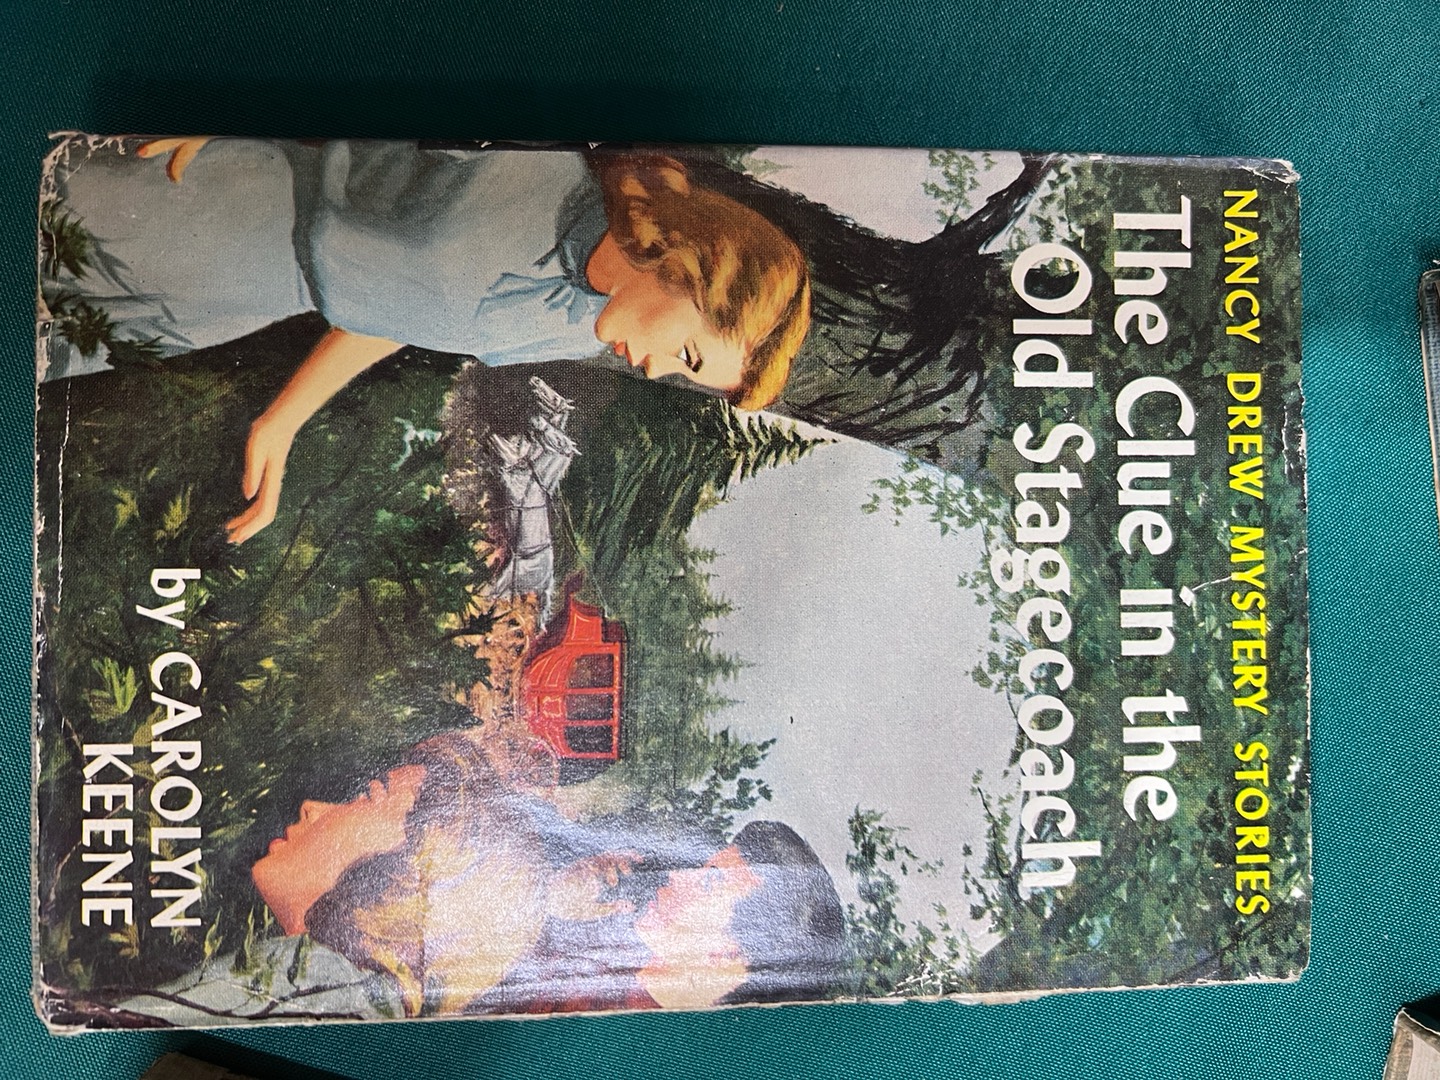 NANCY DREW MYSTERY STORIES
The Clue in the
Old Stagecoach
by CAROLYN
KEENE